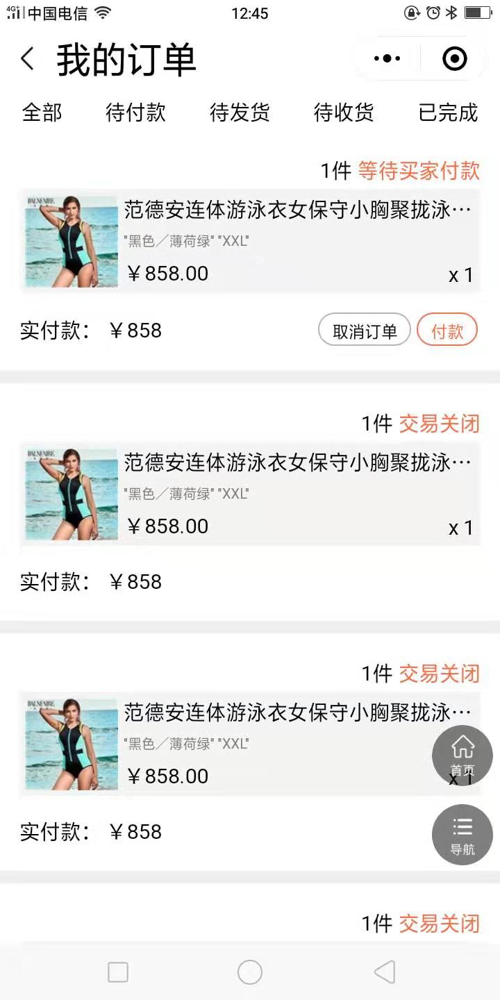 4G+ 中国电信 12:45
我的订单
全部 待付款 待发货 待收货 已完成
1件 等待买家付款
BALNEAIRE
范德安连体游泳衣女保守小胸聚拢泳…
"黑色／薄荷绿" "XXL"
￥858.00 x 1
实付款： ￥858 取消订单 付款
1件 交易关闭
BALNEAIRE
范德安连体游泳衣女保守小胸聚拢泳…
"黑色／薄荷绿" "XXL"
￥858.00 x 1
实付款： ￥858
1件 交易关闭
BALNEAIRE
范德安连体游泳衣女保守小胸聚拢泳…
"黑色／薄荷绿" "XXL"
首页
￥858.00 x 1
实付款： ￥858
导航
1件 交易关闭